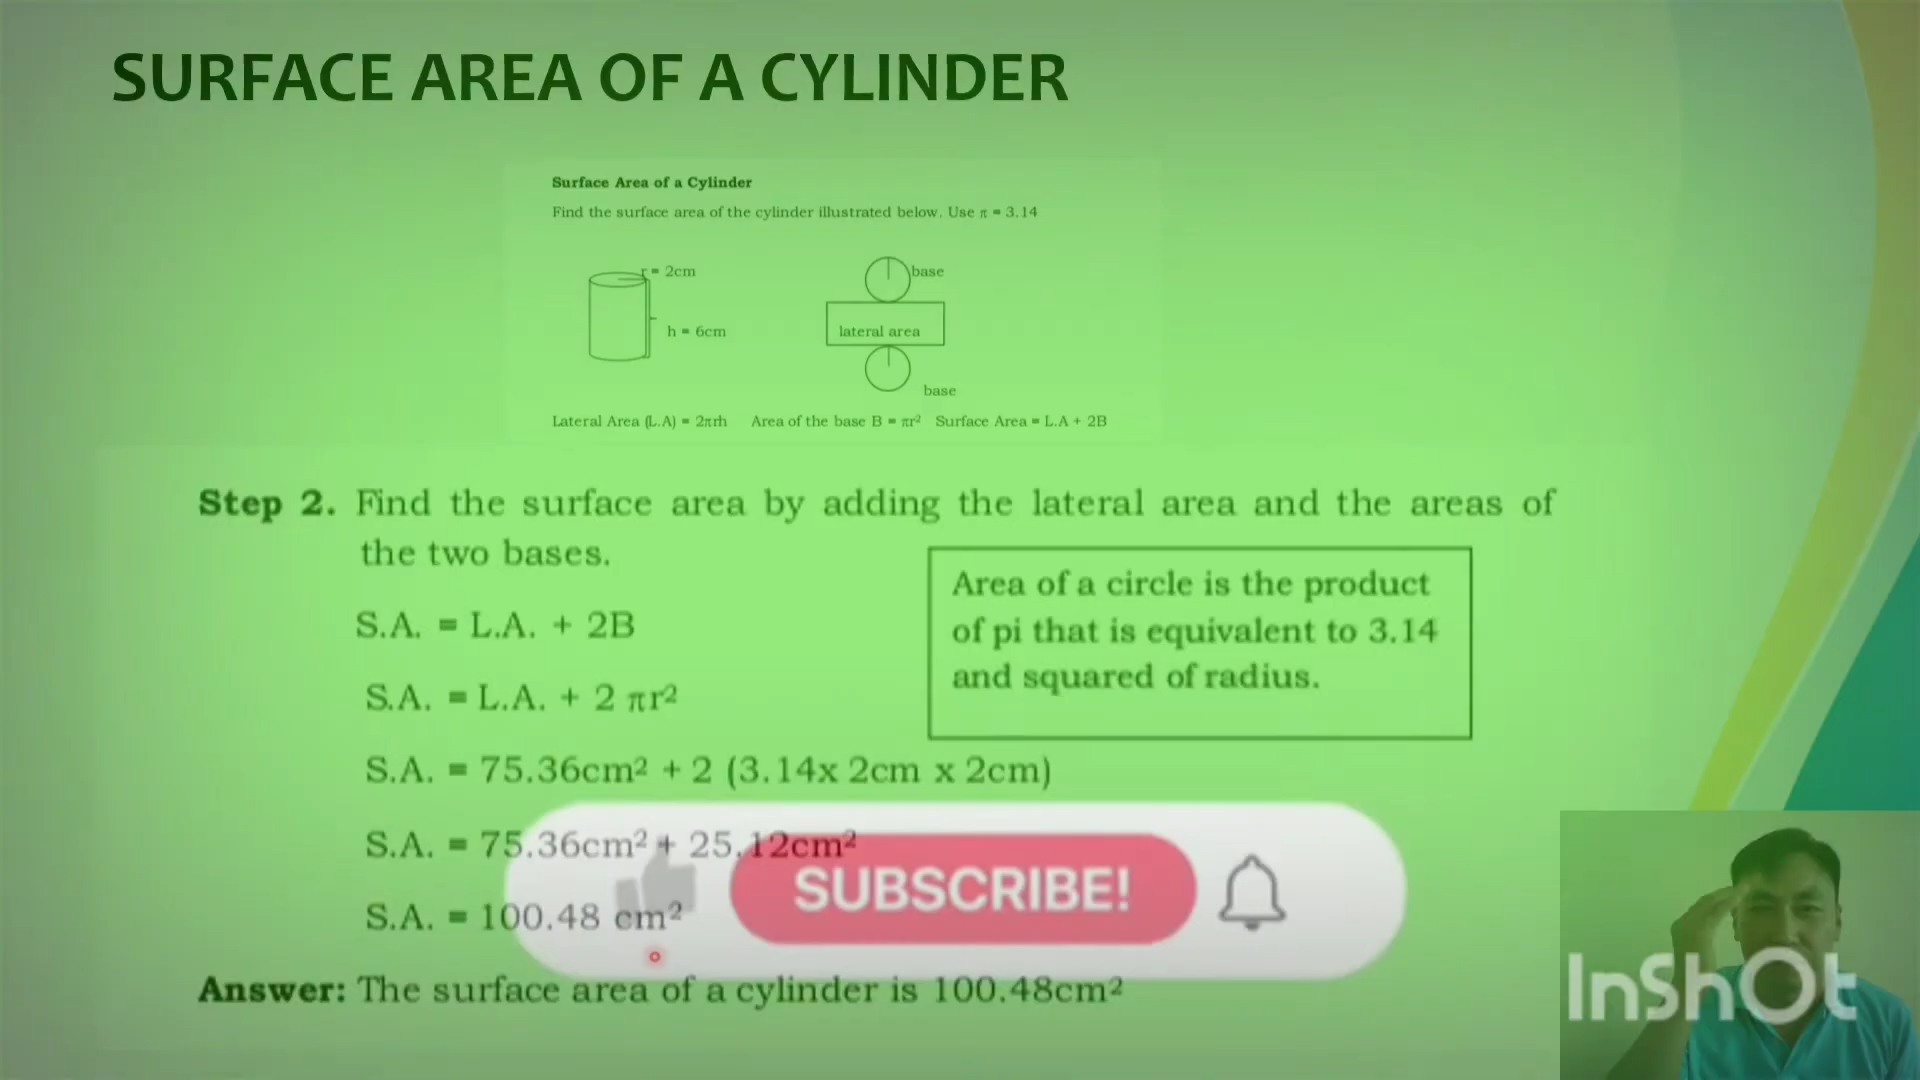 SURFACE AREA OF A CYLINDER
Surface Area of a Cylinder
Find the surface area of the cylinder illustrated below. Use π = 3.14
r = 2cm
h = 6cm
base
lateral area
base
Lateral Area (L.A) = 2πrh Area of the base B = πr² Surface Area = L.A + 2B
Step 2. Find the surface area by adding the lateral area and the areas of
the two bases.
S.A. = L.A. + 2B
S.A. = L.A. + 2 πr²
S.A. = 75.36cm² + 2 (3.14x 2cm x 2cm)
S.A. = 75.36cm² + 25.12cm²
S.A. = 100.48 cm²
Answer: The surface area of a cylinder is 100.48cm²
Area of a circle is the product
of pi that is equivalent to 3.14
and squared of radius.
SUBSCRIBE!
InShOt